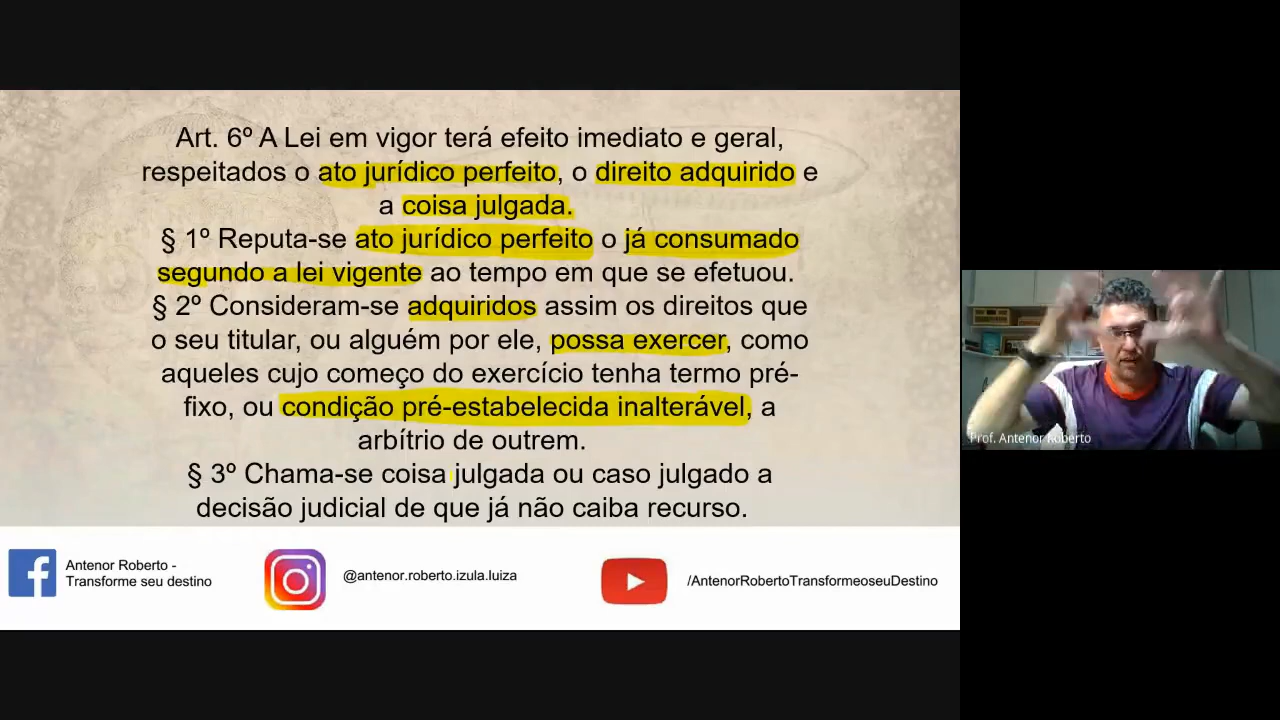 Art. 6º A Lei em vigor terá efeito imediato e geral,
respeitados o ato jurídico perfeito, o direito adquirido e
a coisa julgada.
§ 1º Reputa-se ato jurídico perfeito o já consumado
segundo a lei vigente ao tempo em que se efetuou.
§ 2º Consideram-se adquiridos assim os direitos que
o seu titular, ou alguém por ele, possa exercer, como
aqueles cujo começo do exercício tenha termo pré-
fixo, ou condição pré-estabelecida inalterável, a
arbítrio de outrem.
§ 3º Chama-se coisa julgada ou caso julgado a
decisão judicial de que já não caiba recurso.
Antenor Roberto -
Transforme seu destino
@antenor.roberto.izula.luiza
/AntenorRobertoTransformeoseuDestino
Prof. Antenor Roberto